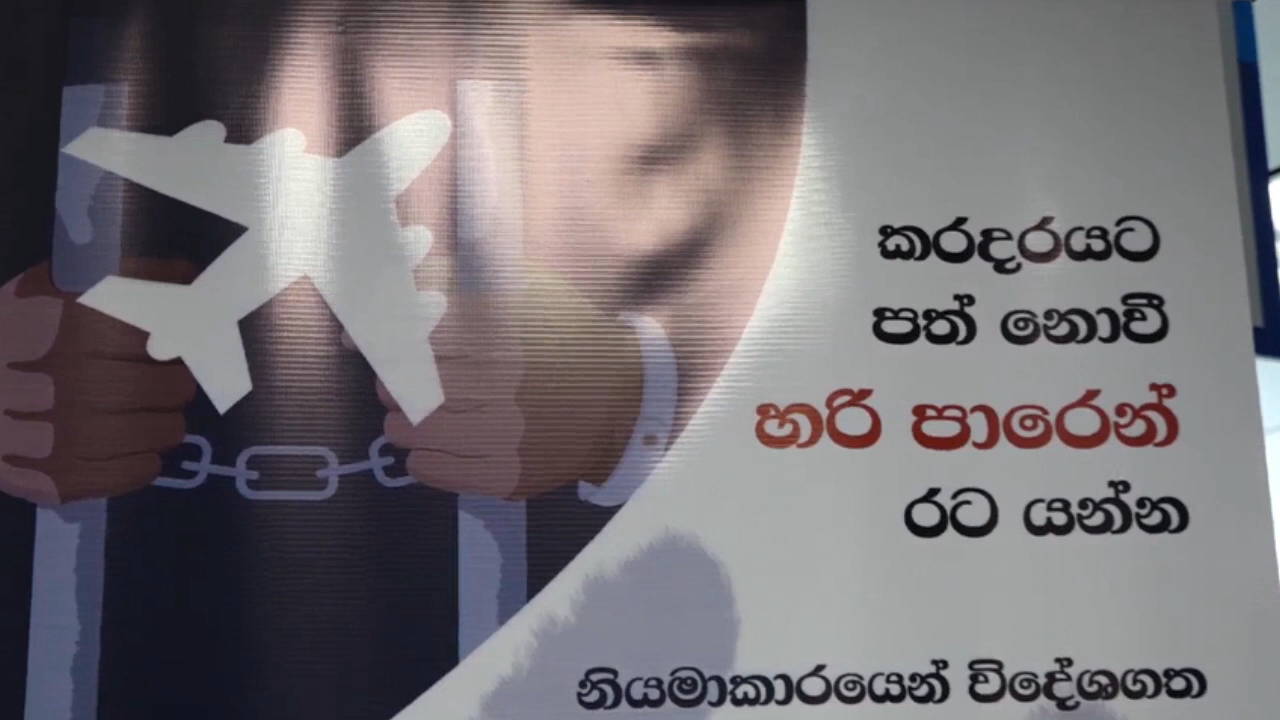 කරදරයට
පත් නොවී
හරි පාරෙන්
රට යන්න
නියමාකාරයෙන් විදේශගත